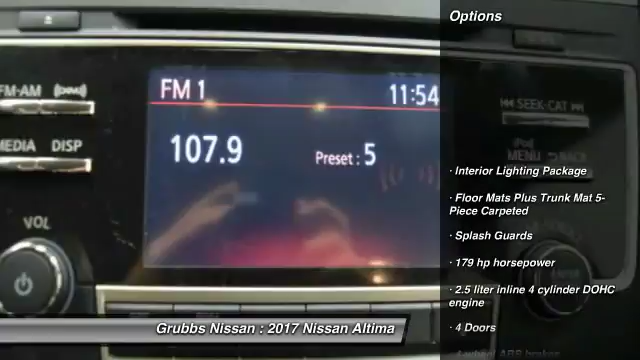 Options
FM-AM
FM 1
11:54
SEEK-CAT
MEDIA DISP
107.9
Preset : 5
iPod
MENU
BACK
· Interior Lighting Package
· Floor Mats Plus Trunk Mat 5-
Piece Carpeted
· Splash Guards
VOL
· 179 hp horsepower
· 2.5 liter inline 4 cylinder DOHC
engine
Grubbs Nissan : 2017 Nissan Altima
· 4 Doors